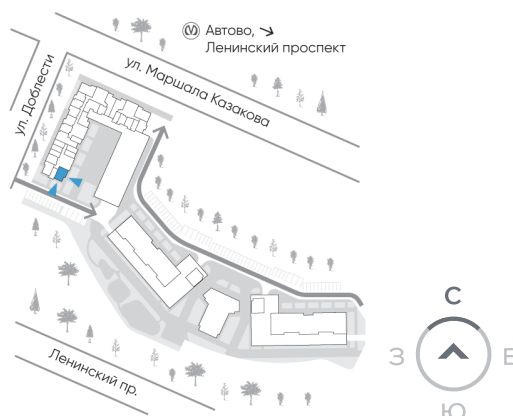 Автово, ↘
Ленинский проспект
ул. Маршала Казакова
ул. Доблести
Ленинский пр.
С
З
В
Ю